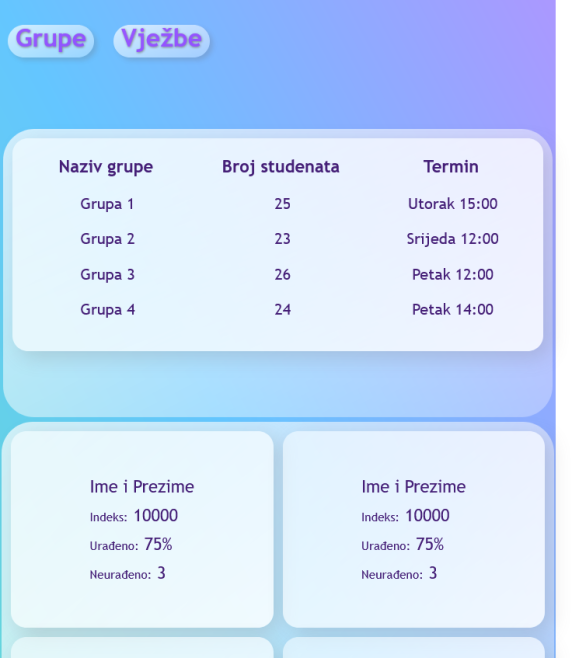 Grupe Vježbe
Naziv grupe Broj studenata Termin
Grupa 1 25 Utorak 15:00
Grupa 2 23 Srijeda 12:00
Grupa 3 26 Petak 12:00
Grupa 4 24 Petak 14:00
Ime i Prezime
Indeks: 10000
Urađeno: 75%
Neurađeno: 3
Ime i Prezime
Indeks: 10000
Urađeno: 75%
Neurađeno: 3